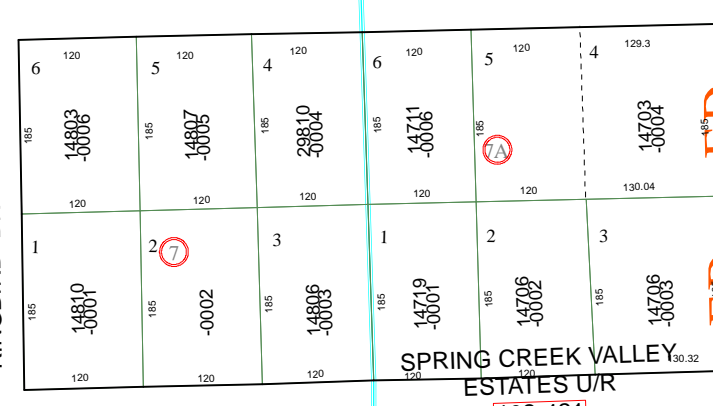 120 120 120 120 120 129.3
6 5 4 6 5 4
185 185 185 185 185 185
14803 14807 29810 14711 14703
-0006 -0005 -0004 -0006 -0004
7A
120 120 120 120 120 130.04
1 2 3 1 2 3
7
185 185 185 185 185 185
14810 14806 14719 14706 14706
-0001 -0002 -0003 -0001 -0002 -0003
120 120 120 120 120 130.32
SPRING CREEK VALLEY
ESTATES U/R